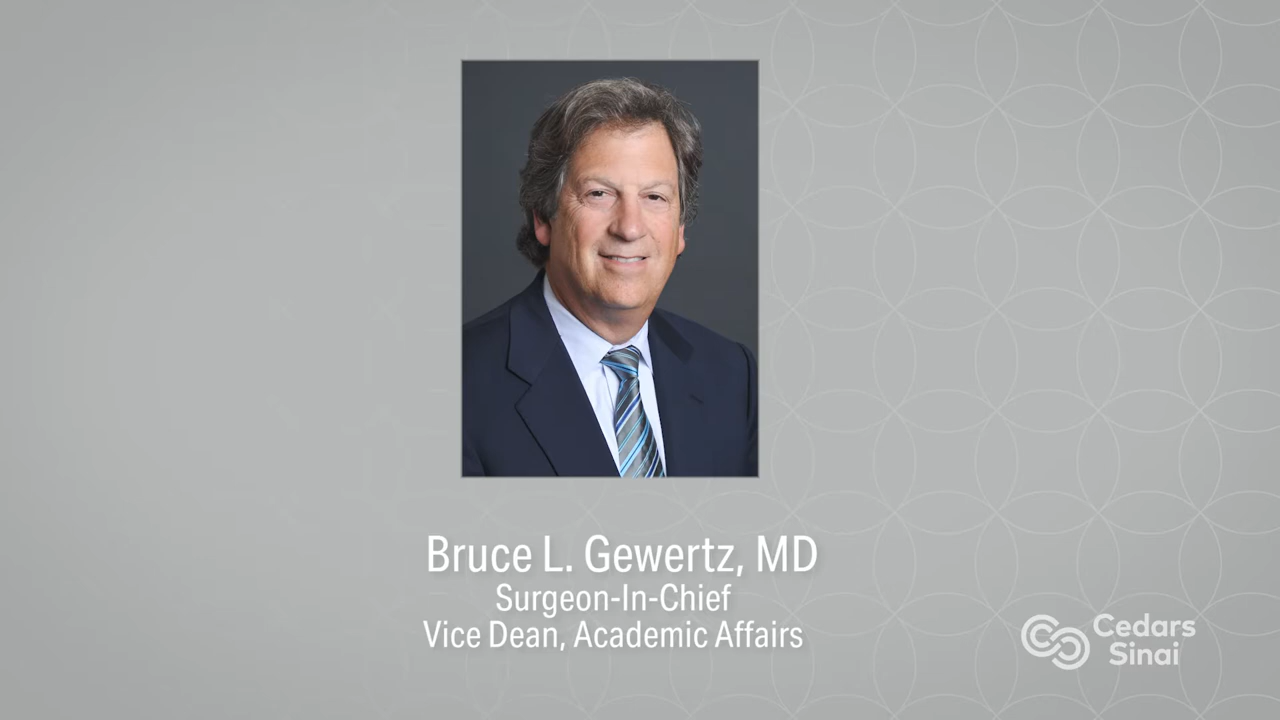 Bruce L. Gewertz, MD
Surgeon-In-Chief
Vice Dean, Academic Affairs
Cedars
Sinai